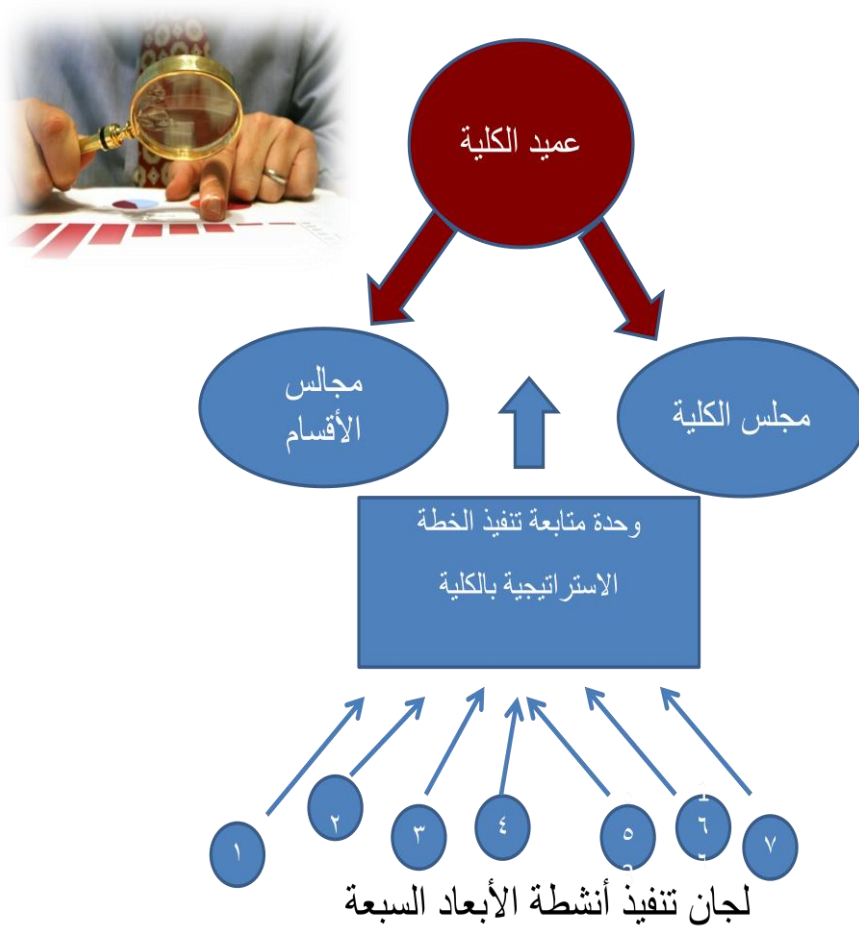 عميد الكلية
مجلس الكلية
مجالس
الأقسام
وحدة متابعة تنفيذ الخطة
الاستراتيجية بالكلية
١
٢
٣
٤
٥
٦
٧
لجان تنفيذ أنشطة الأبعاد السبعة